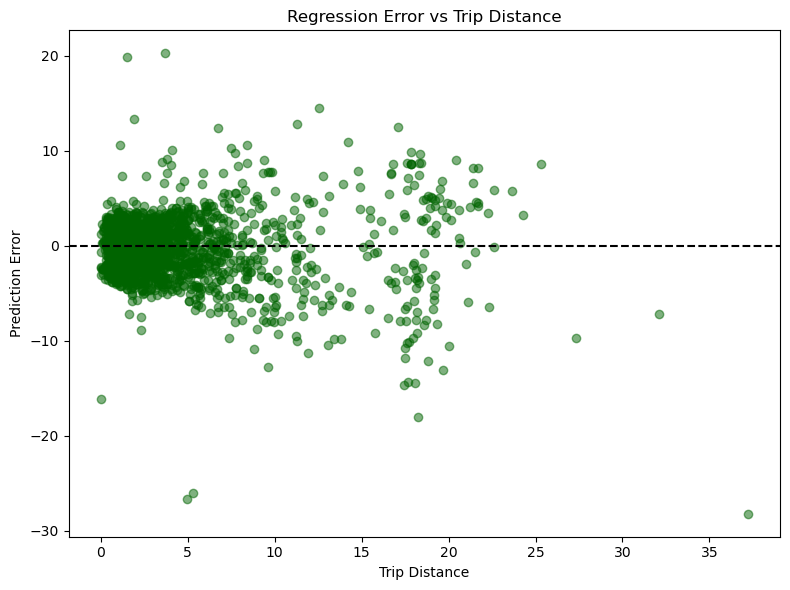 Regression Error vs Trip Distance
Prediction Error
20
10
0
−10
−20
−30
0 5 10 15 20 25 30 35
Trip Distance